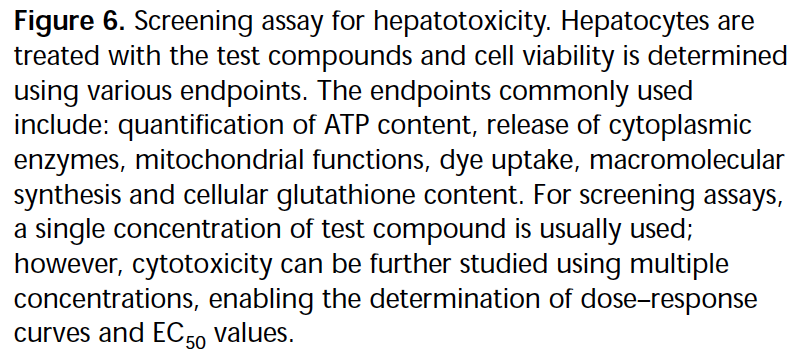 Figure 6. Screening assay for hepatotoxicity. Hepatocytes are
treated with the test compounds and cell viability is determined
using various endpoints. The endpoints commonly used
include: quantification of ATP content, release of cytoplasmic
enzymes, mitochondrial functions, dye uptake, macromolecular
synthesis and cellular glutathione content. For screening assays,
a single concentration of test compound is usually used;
however, cytotoxicity can be further studied using multiple
concentrations, enabling the determination of dose–response
curves and EC50 values.